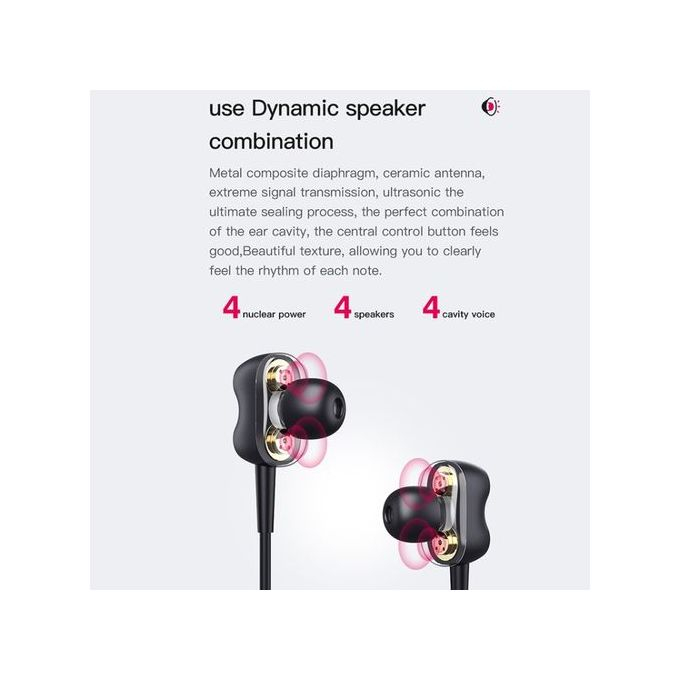 use Dynamic speaker
combination
Metal composite diaphragm, ceramic antenna,
extreme signal transmission, ultrasonic the
ultimate sealing process, the perfect combination
of the ear cavity, the central control button feels
good,Beautiful texture, allowing you to clearly
feel the rhythm of each note.
4 nuclear power 4 speakers 4 cavity voice